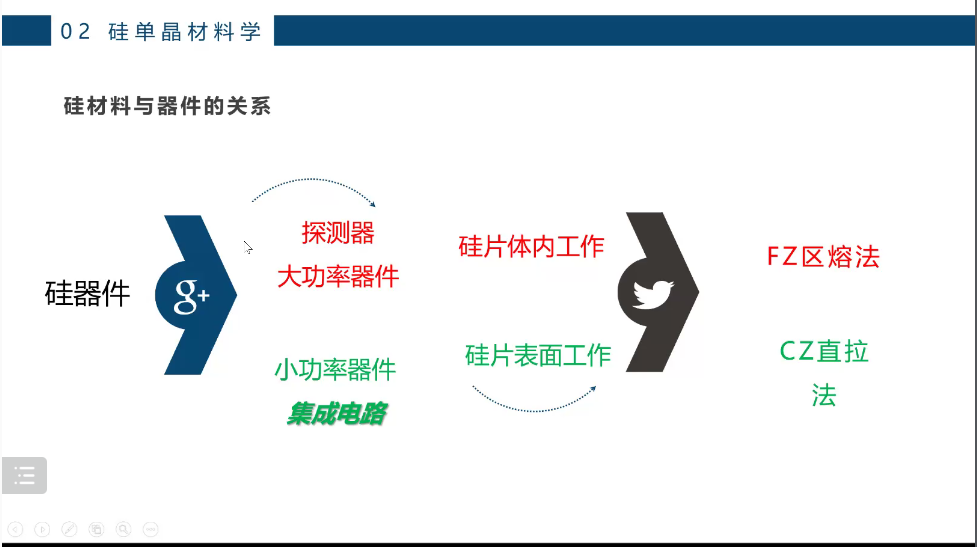 02 硅单晶材料学
硅材料与器件的关系
硅器件
g+
探测器
大功率器件
硅片体内工作
FZ区熔法
小功率器件
集成电路
硅片表面工作
CZ直拉
法